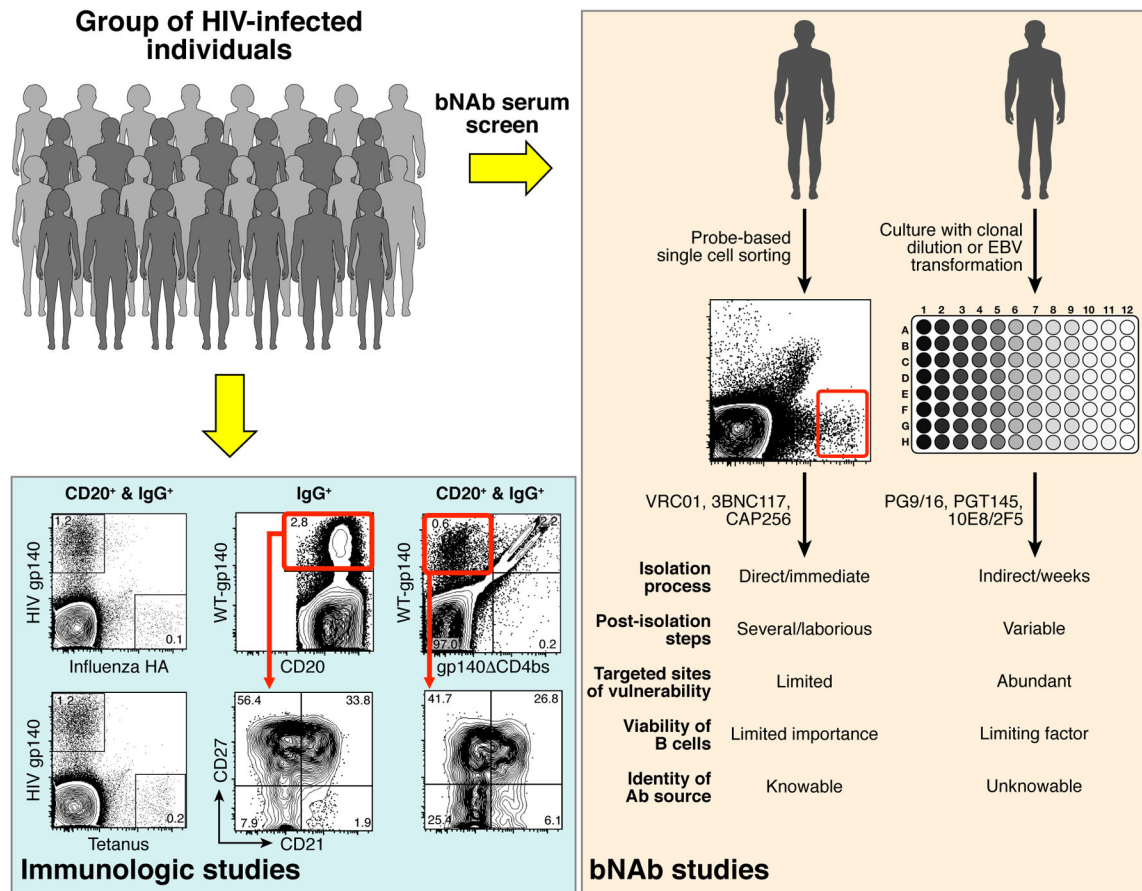 Group of HIV-infected
individuals
bNAb serum
screen
Probe-based
single cell sorting
Culture with clonal
dilution or EBV
transformation
1 2 3 4 5 6 7 8 9 10 11 12
A
B
C
D
E
F
G
H
VRC01, 3BNC117,
CAP256
PG9/16, PGT145,
10E8/2F5
Isolation
process
Direct/immediate
Indirect/weeks
Post-isolation
steps
Several/laborious
Variable
Targeted sites
of vulnerability
Limited
Abundant
Viability of
B cells
Limited importance
Limiting factor
Identity of
Ab source
Knowable
Unknowable
bNAb studies
CD20⁺ & IgG⁺
1.2
HIV gp140
0.1
Influenza HA
IgG⁺
2.8
WT-gp140
CD20
CD20⁺ & IgG⁺
0.6
2.2
WT-gp140
97.0
0.2
gp140ΔCD4bs
1.2
HIV gp140
0.2
Tetanus
56.4
33.8
CD27
7.9
1.9
CD21
41.7
26.8
25.4
6.1
Immunologic studies